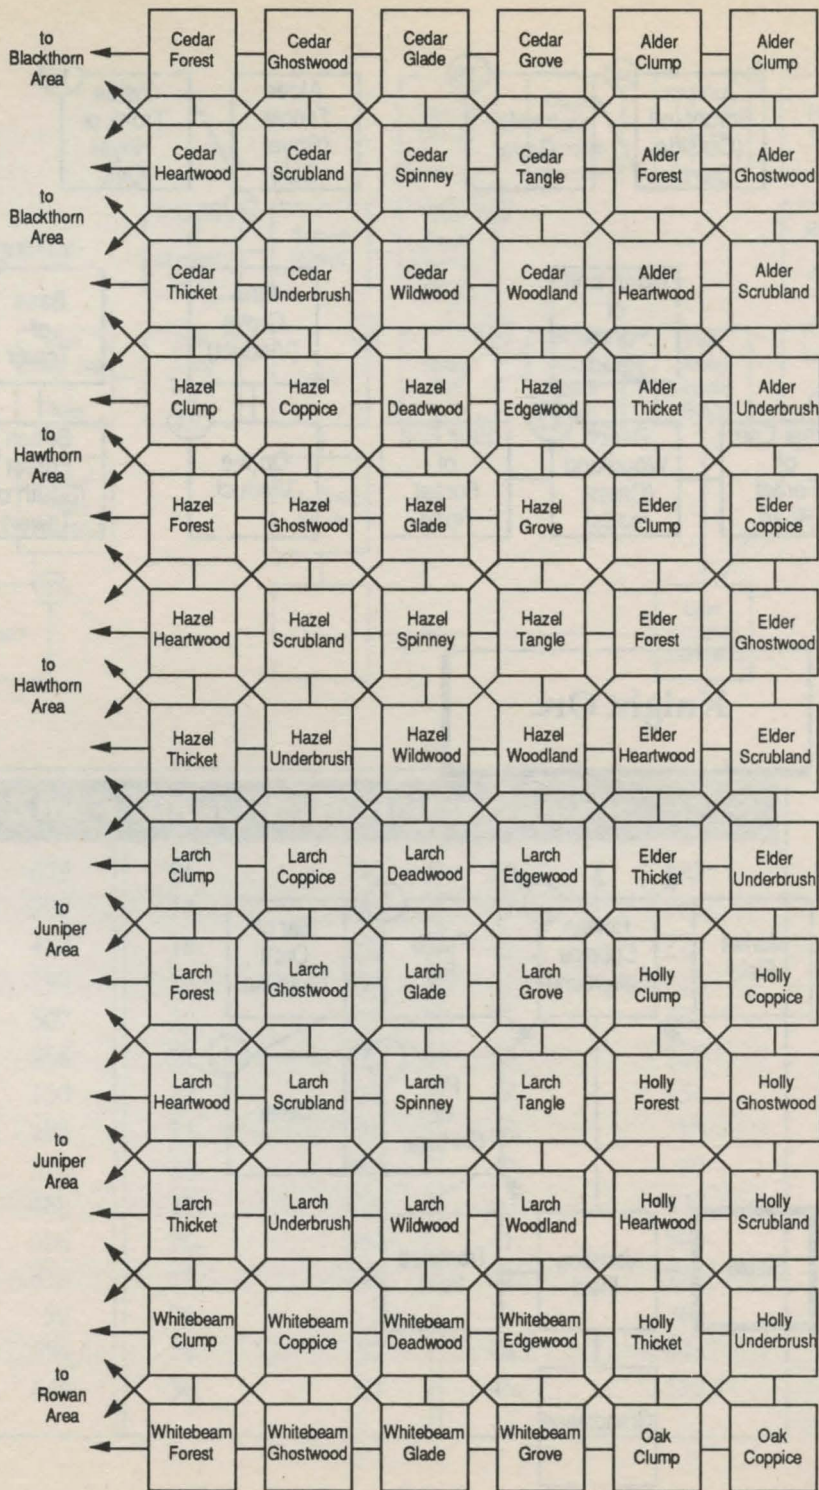 to
Blackthorn
Area
Cedar
Forest
Cedar
Ghostwood
Cedar
Glade
Cedar
Grove
Alder
Clump
Alder
Clump
Cedar
Heartwood
Cedar
Scrubland
Cedar
Spinney
Cedar
Tangle
Alder
Forest
Alder
Ghostwood
to
Blackthorn
Area
Cedar
Thicket
Cedar
Underbrush
Cedar
Wildwood
Cedar
Woodland
Alder
Heartwood
Alder
Scrubland
Hazel
Clump
Hazel
Coppice
Hazel
Deadwood
Hazel
Edgewood
Alder
Thicket
Alder
Underbrush
to
Hawthorn
Area
Hazel
Forest
Hazel
Ghostwood
Hazel
Glade
Hazel
Grove
Elder
Clump
Elder
Coppice
Hazel
Heartwood
Hazel
Scrubland
Hazel
Spinney
Hazel
Tangle
Elder
Forest
Elder
Ghostwood
to
Hawthorn
Area
Hazel
Thicket
Hazel
Underbrush
Hazel
Wildwood
Hazel
Woodland
Elder
Heartwood
Elder
Scrubland
Larch
Clump
Larch
Coppice
Larch
Deadwood
Larch
Edgewood
Elder
Thicket
Elder
Underbrush
to
Juniper
Area
Larch
Forest
Larch
Ghostwood
Larch
Glade
Larch
Grove
Holly
Clump
Holly
Coppice
Larch
Heartwood
Larch
Scrubland
Larch
Spinney
Larch
Tangle
Holly
Forest
Holly
Ghostwood
to
Juniper
Area
Larch
Thicket
Larch
Underbrush
Larch
Wildwood
Larch
Woodland
Holly
Heartwood
Holly
Scrubland
Whitebeam
Clump
Whitebeam
Coppice
Whitebeam
Deadwood
Whitebeam
Edgewood
Holly
Thicket
Holly
Underbrush
to
Rowan
Area
Whitebeam
Forest
Whitebeam
Ghostwood
Whitebeam
Glade
Whitebeam
Grove
Oak
Clump
Oak
Coppice